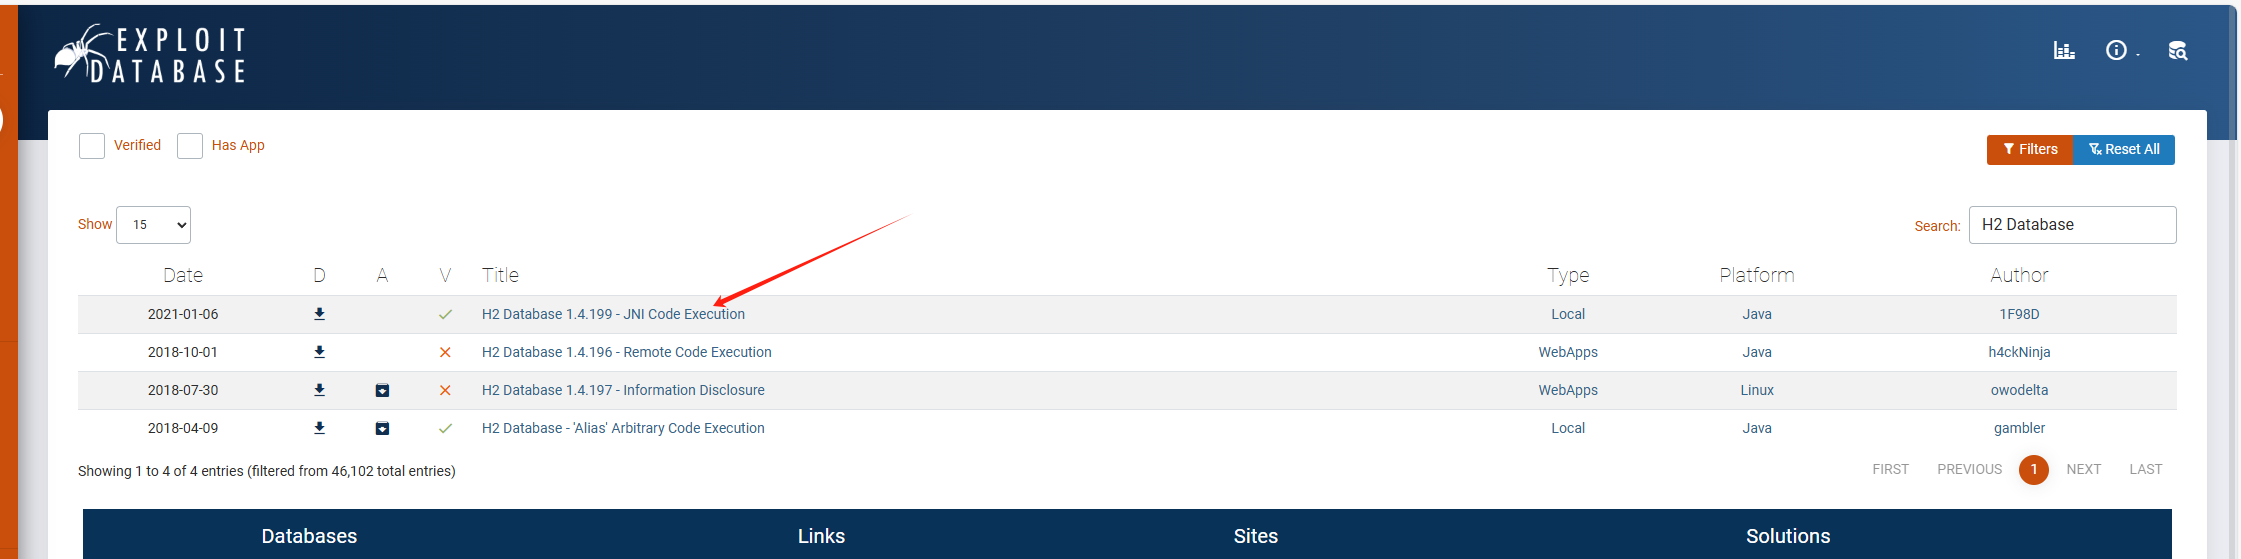 EXPLOIT
DATABASE
Verified Has App
Filters Reset All
Show 15
Search: H2 Database
Date D A V Title Type Platform Author
2021-01-06 H2 Database 1.4.199 - JNI Code Execution Local Java 1F98D
2018-10-01 H2 Database 1.4.196 - Remote Code Execution WebApps Java h4ckNinja
2018-07-30 H2 Database 1.4.197 - Information Disclosure WebApps Linux owodelta
2018-04-09 H2 Database - 'Alias' Arbitrary Code Execution Local Java gambler
Showing 1 to 4 of 4 entries (filtered from 46,102 total entries)
FIRST PREVIOUS 1 NEXT LAST
Databases Links Sites Solutions